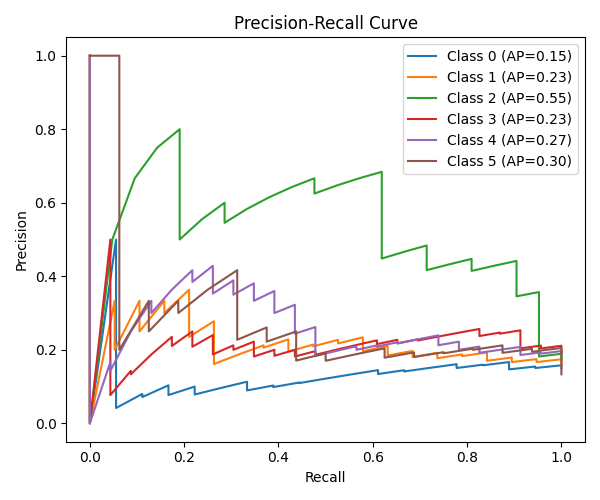 Precision-Recall Curve
Class 0 (AP=0.15)
Class 1 (AP=0.23)
Class 2 (AP=0.55)
Class 3 (AP=0.23)
Class 4 (AP=0.27)
Class 5 (AP=0.30)
Precision
1.0
0.8
0.6
0.4
0.2
0.0
0.0 0.2 0.4 0.6 0.8 1.0
Recall